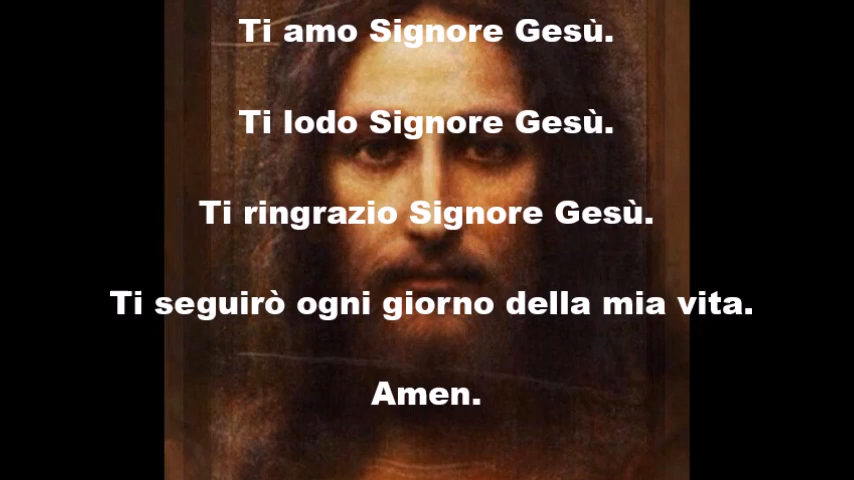 Ti amo Signore Gesù.
Ti lodo Signore Gesù.
Ti ringrazio Signore Gesù.
Ti seguirò ogni giorno della mia vita.
Amen.